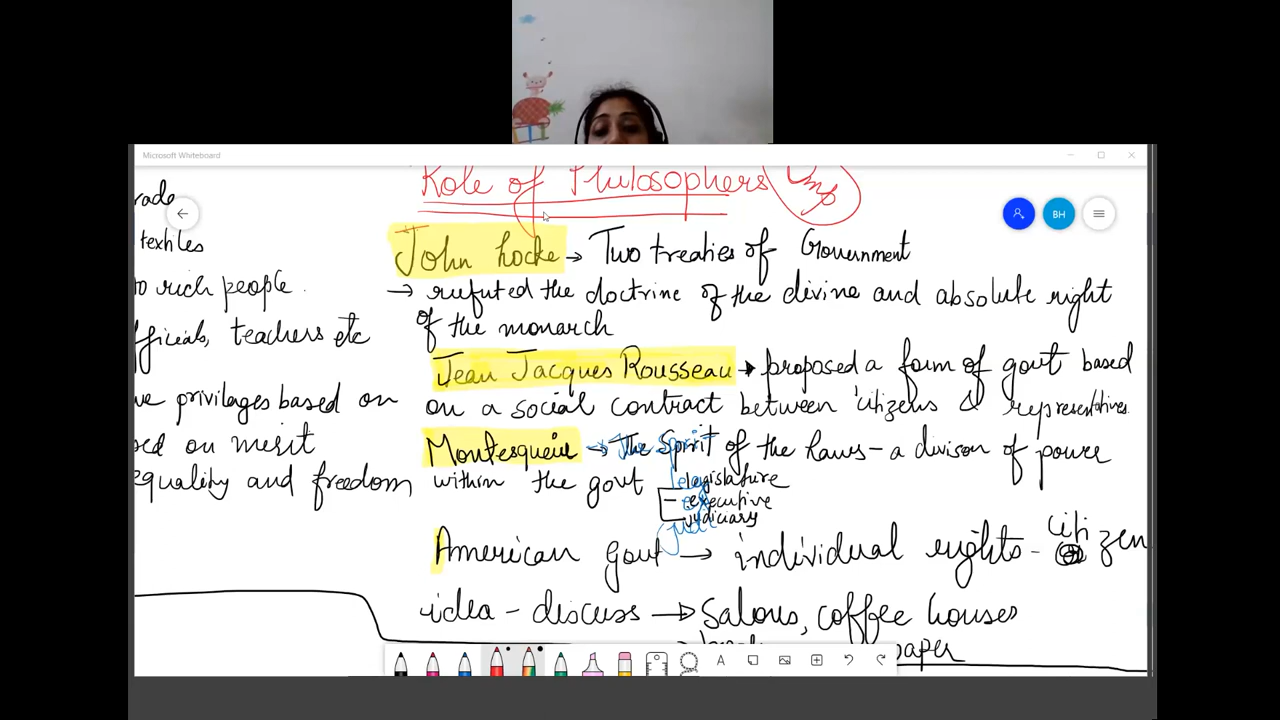 Microsoft Whiteboard
Role of Philosophers Imp
BH
rade
textiles
to rich people.
fficials, teachers etc
ve privilages based on
sed on merit
equality and freedom
John Locke → Two treaties of Government
→ refuted the doctrine of the divine and absolute right
of the monarch
Jean Jacques Rousseau → proposed a form of govt based
on a social contract between citizens & representatives.
Montesqueiu → The Spirit of the Laws - a divison of power
within the govt
legislature
executive
judiciary
American govt → individual rights - citizen
idea - discuss → Salons, coffee houses
paper